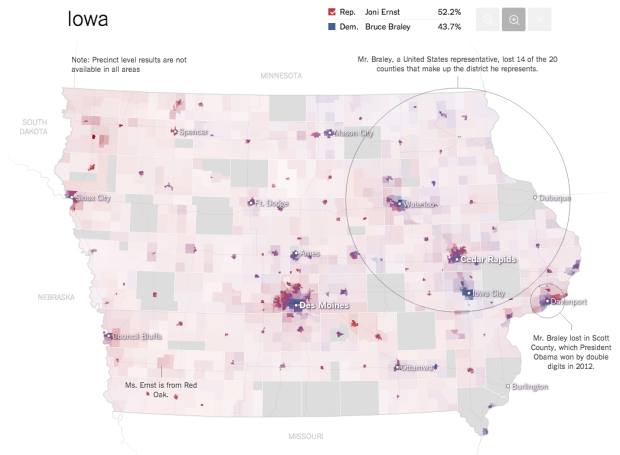 Iowa
Rep. Joni Ernst 52.2%
Dem. Bruce Braley 43.7%
Note: Precinct level results are not
available in all areas
Mr. Braley, a United States representative, lost 14 of the 20
counties that make up the district he represents.
MINNESOTA
SOUTH
DAKOTA
Spencer
Mason City
Sioux City
Ft. Dodge
Waterloo
Dubuque
Ames
Cedar Rapids
NEBRASKA
Des Moines
Iowa City
Davenport
Council Bluffs
Mr. Braley lost in Scott
County, which President
Obama won by double
digits in 2012.
Ottumwa
Ms. Ernst is from Red
Oak.
Burlington
MISSOURI